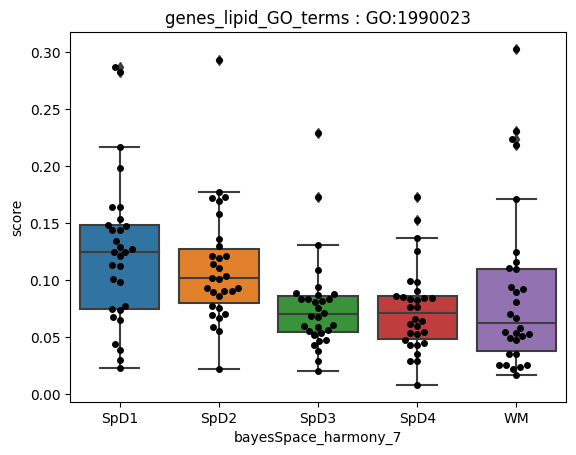 genes_lipid_GO_terms : GO:1990023
score
0.30
0.25
0.20
0.15
0.10
0.05
0.00
SpD1 SpD2 SpD3 SpD4 WM
bayesSpace_harmony_7